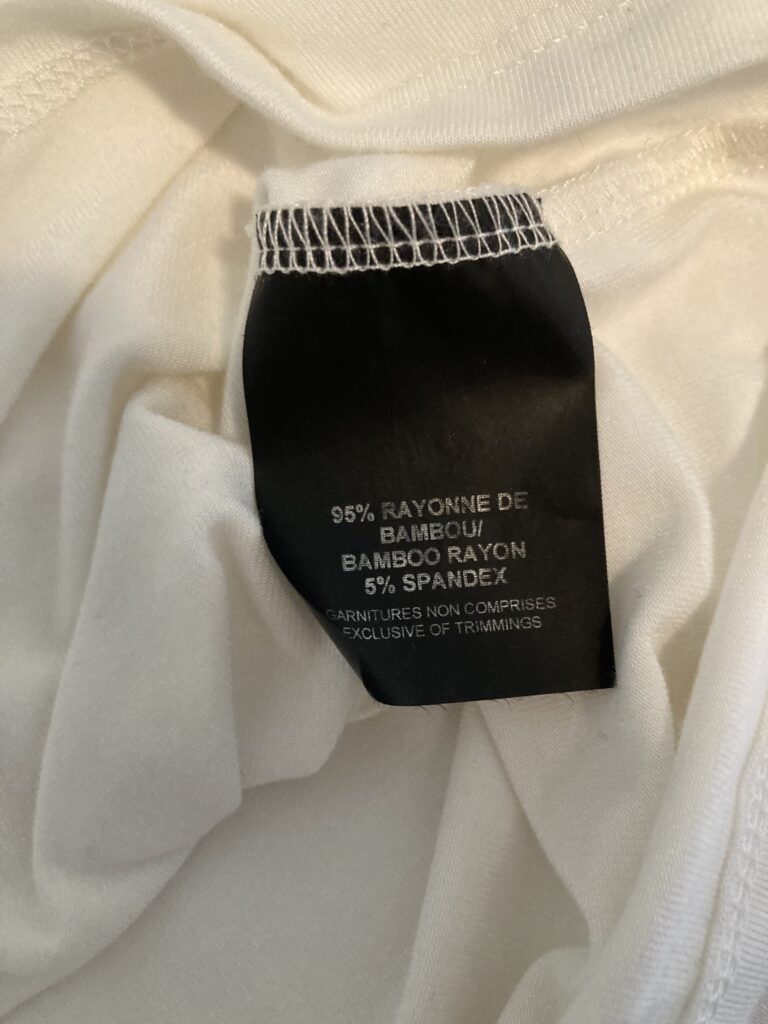 95% RAYONNE DE
BAMBOU/
BAMBOO RAYON
5% SPANDEX
GARNITURES NON COMPRISES
EXCLUSIVE OF TRIMMINGS